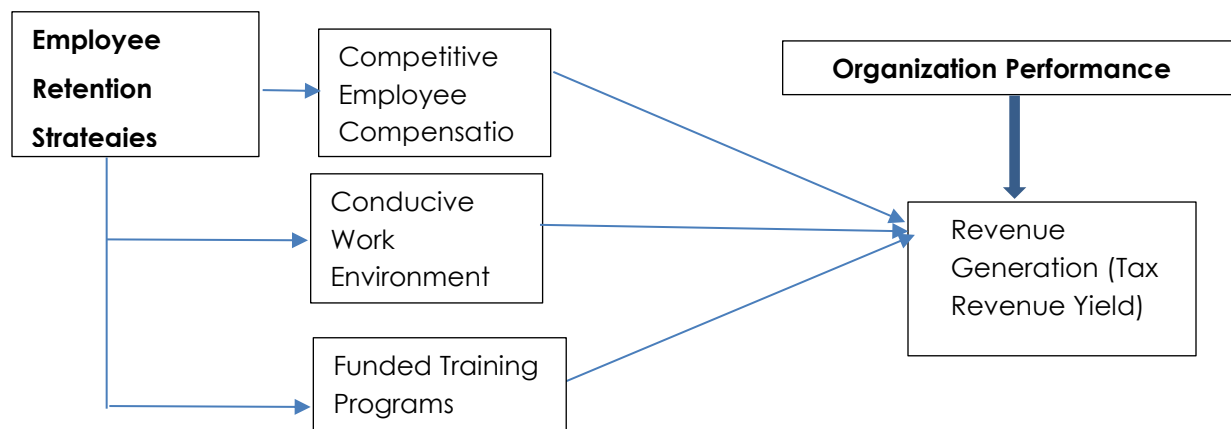 Employee
Retention
Strateaies
Competitive
Employee
Compensatio
Conducive
Work
Environment
Funded Training
Programs
Organization Performance
Revenue
Generation (Tax
Revenue Yield)